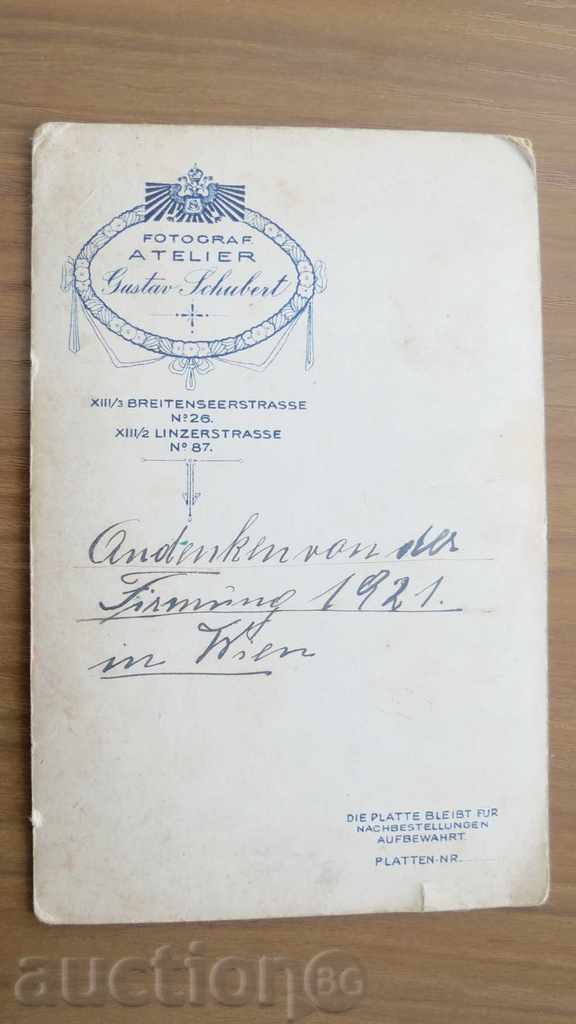 FOTOGRAF.
ATELIER
Gustav Schubert
XIII/3 BREITENSEERSTRASSE
Nº 26.
XIII/2 LINZERSTRASSE
Nº 87.
Andenken von der
Firmung 1921.
in Wien
DIE PLATTE BLEIBT FÜR
NACHBESTELLUNGEN
AUFBEWAHRT.
PLATTEN-NR.
auction BG